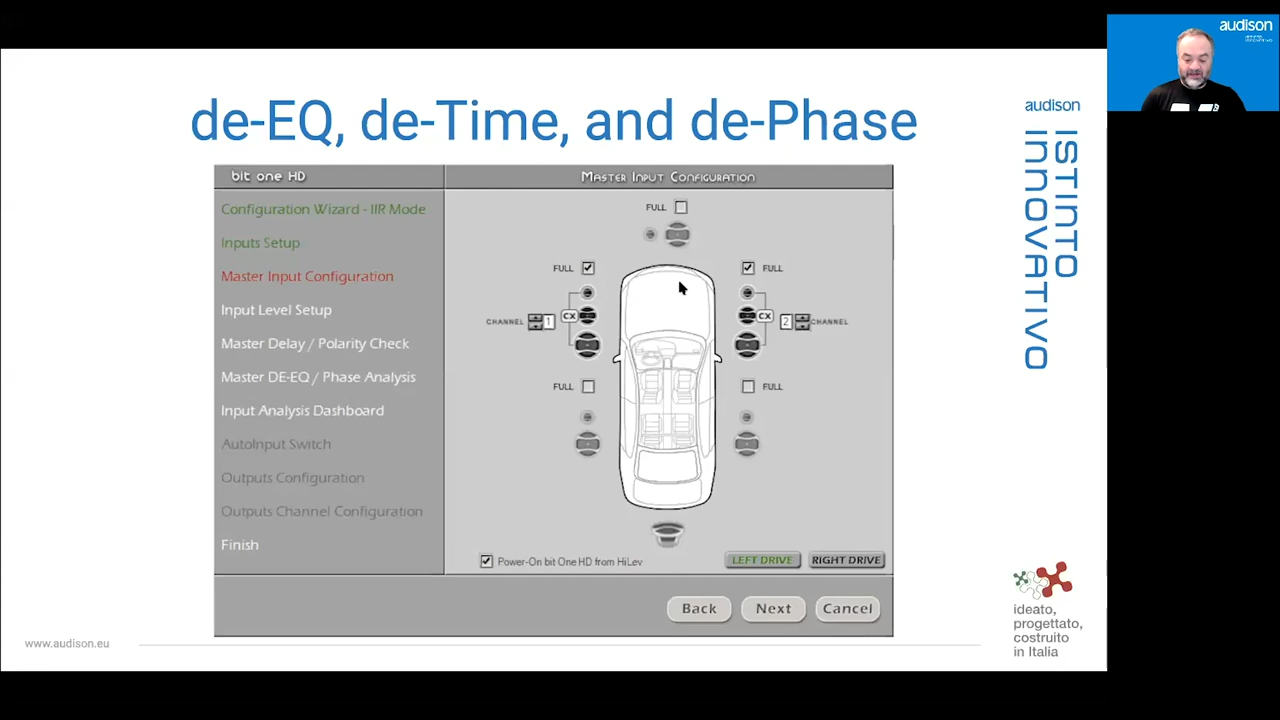 de-EQ, de-Time, and de-Phase
bit one HD
Master Input Configuration
Configuration Wizard - IIR Mode
Inputs Setup
Master Input Configuration
Input Level Setup
Master Delay / Polarity Check
Master DE-EQ / Phase Analysis
Input Analysis Dashboard
AutoInput Switch
Outputs Configuration
Outputs Channel Configuration
Finish
FULL
FULL
FULL
CHANNEL 1 CX
CX 2 CHANNEL
FULL
FULL
Power-On bit One HD from HiLev
LEFT DRIVE
RIGHT DRIVE
Back
Next
Cancel
www.audison.eu
audison
audison
ISTINTO
INNOVATIVO
ideato,
progettato,
costruito
in Italia